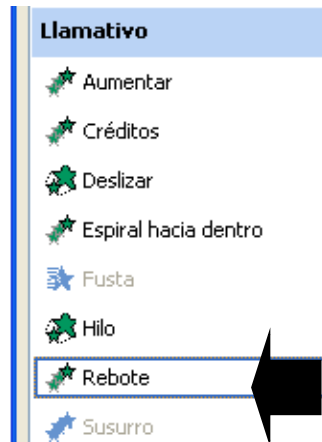 Llamativo
Aumentar
Créditos
Deslizar
Espiral hacia dentro
Fusta
Hilo
Rebote
Susurro